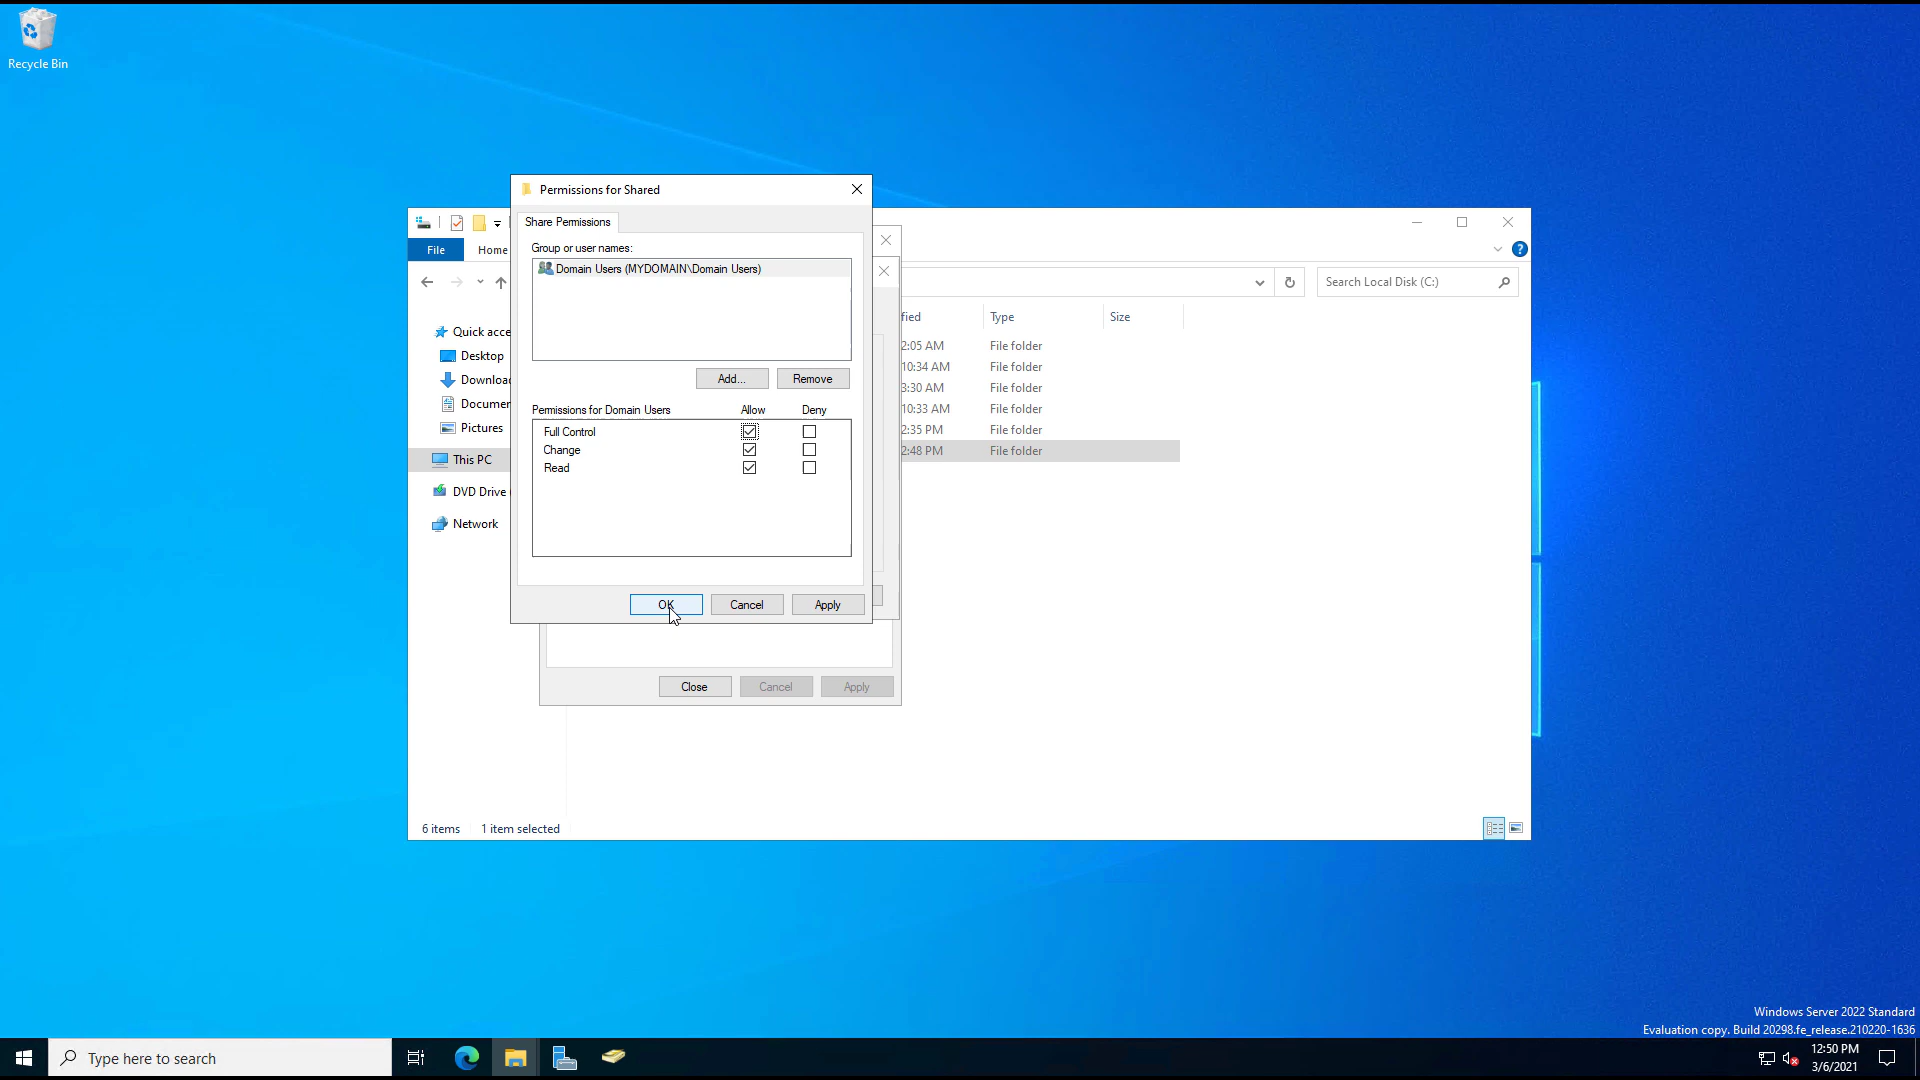 Recycle Bin
Permissions for Shared
Share Permissions
Group or user names:
Domain Users (MYDOMAIN\Domain Users)
Add...
Remove
Permissions for Domain Users
Allow
Deny
Full Control
Change
Read
OK
Cancel
Apply
Close
Cancel
Apply
File
Home
Search Local Disk (C:)
Quick acce
Desktop
Downloa
Documer
Pictures
This PC
DVD Drive
Network
fied
Type
Size
2:05 AM
File folder
10:34 AM
File folder
3:30 AM
File folder
10:33 AM
File folder
2:35 PM
File folder
2:48 PM
File folder
6 items
1 item selected
Windows Server 2022 Standard
Evaluation copy. Build 20298.fe_release.210220-1636
Type here to search
12:50 PM
3/6/2021